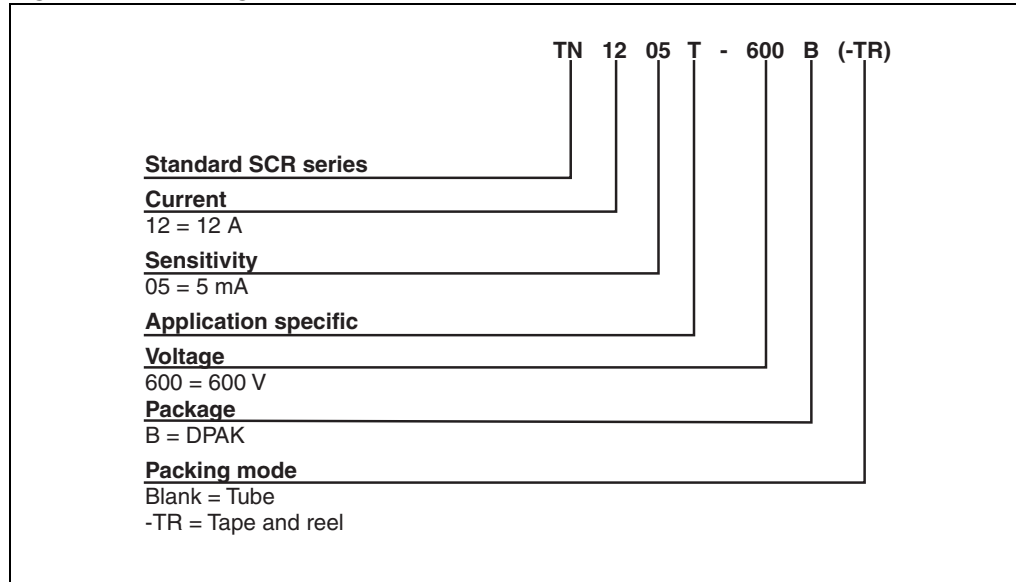 TN 12 05 T - 600 B (-TR)
Standard SCR series
Current
12 = 12 A
Sensitivity
05 = 5 mA
Application specific
Voltage
600 = 600 V
Package
B = DPAK
Packing mode
Blank = Tube
-TR = Tape and reel